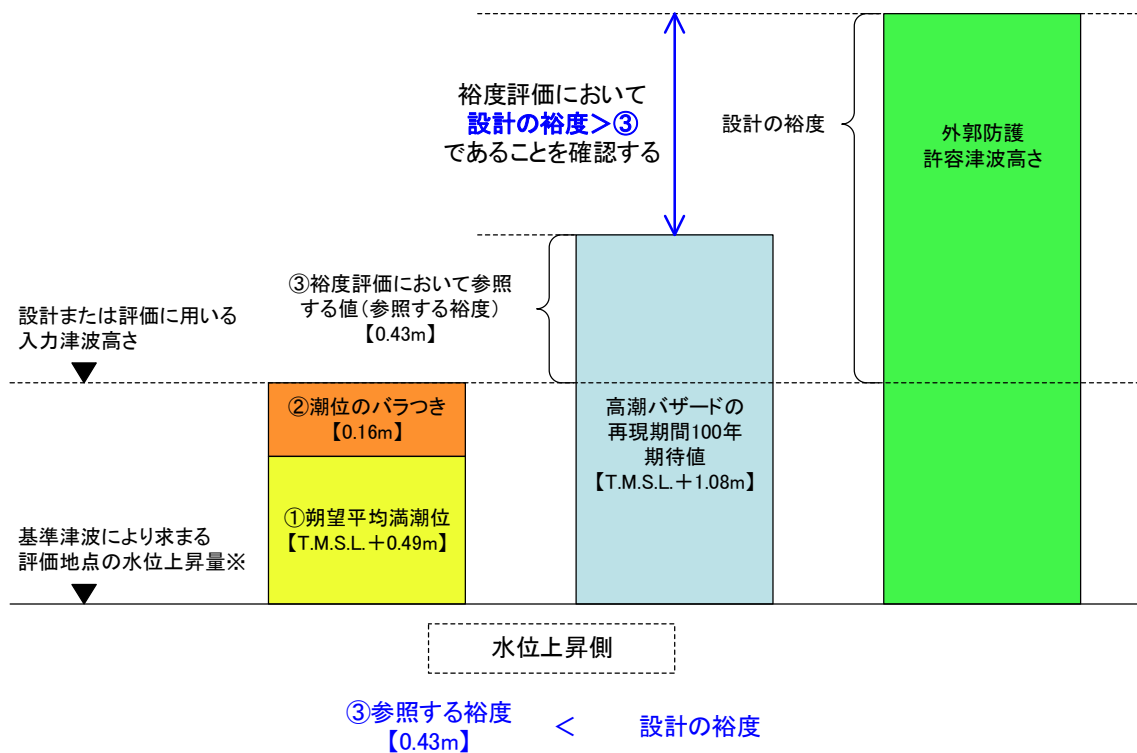 裕度評価において
設計の裕度＞③
であることを確認する
設計の裕度
外郭防護
許容津波高さ
③裕度評価において参照
する値（参照する裕度）
【0.43m】
設計または評価に用いる
入力津波高さ
②潮位のバラつき
【0.16m】
高潮バザードの
再現期間100年
期待値
【T.M.S.L.＋1.08m】
①朔望平均満潮位
【T.M.S.L.＋0.49m】
基準津波により求まる
評価地点の水位上昇量※
水位上昇側
③参照する裕度 ＜ 設計の裕度
【0.43m】